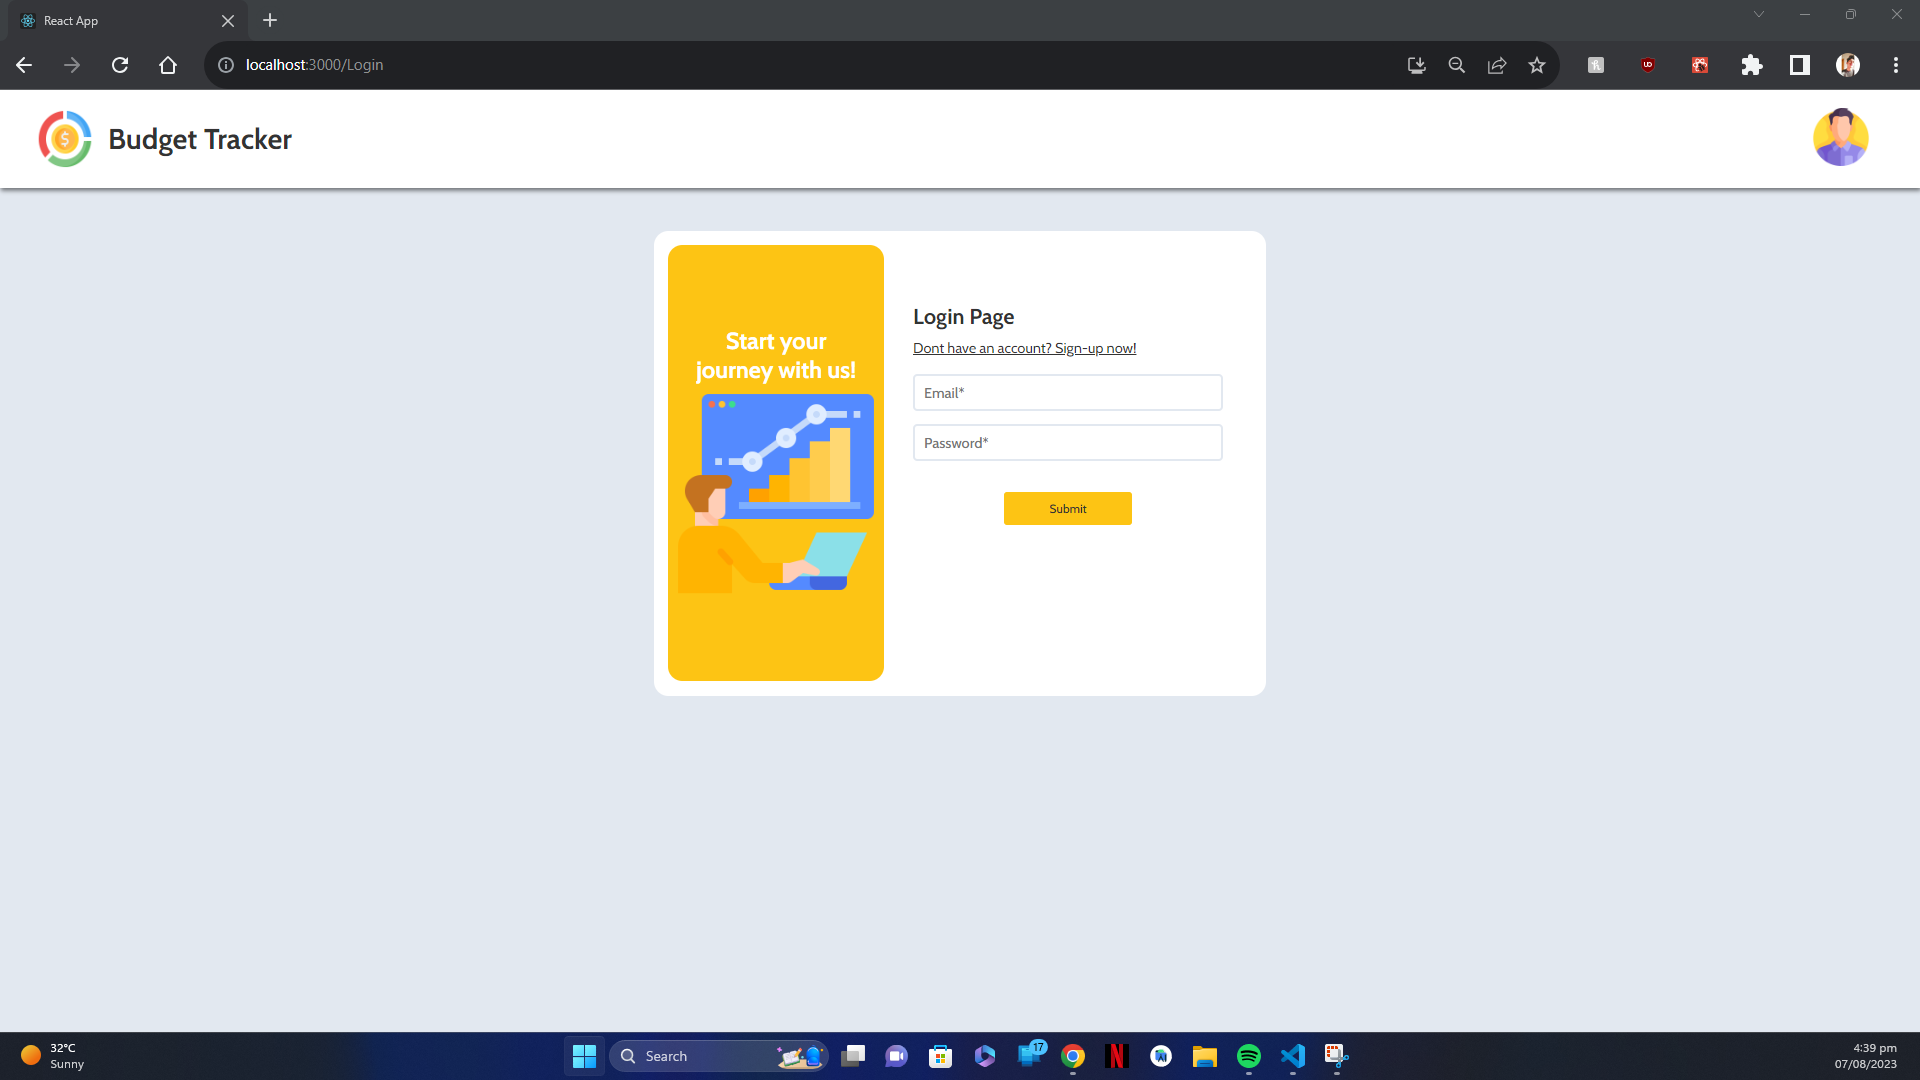 React App
localhost:3000/Login
Budget Tracker
Start your
journey with us!
Login Page
Dont have an account? Sign-up now!
Email*
Password*
Submit
32°C
Sunny
Search
17
4:39 pm
07/08/2023